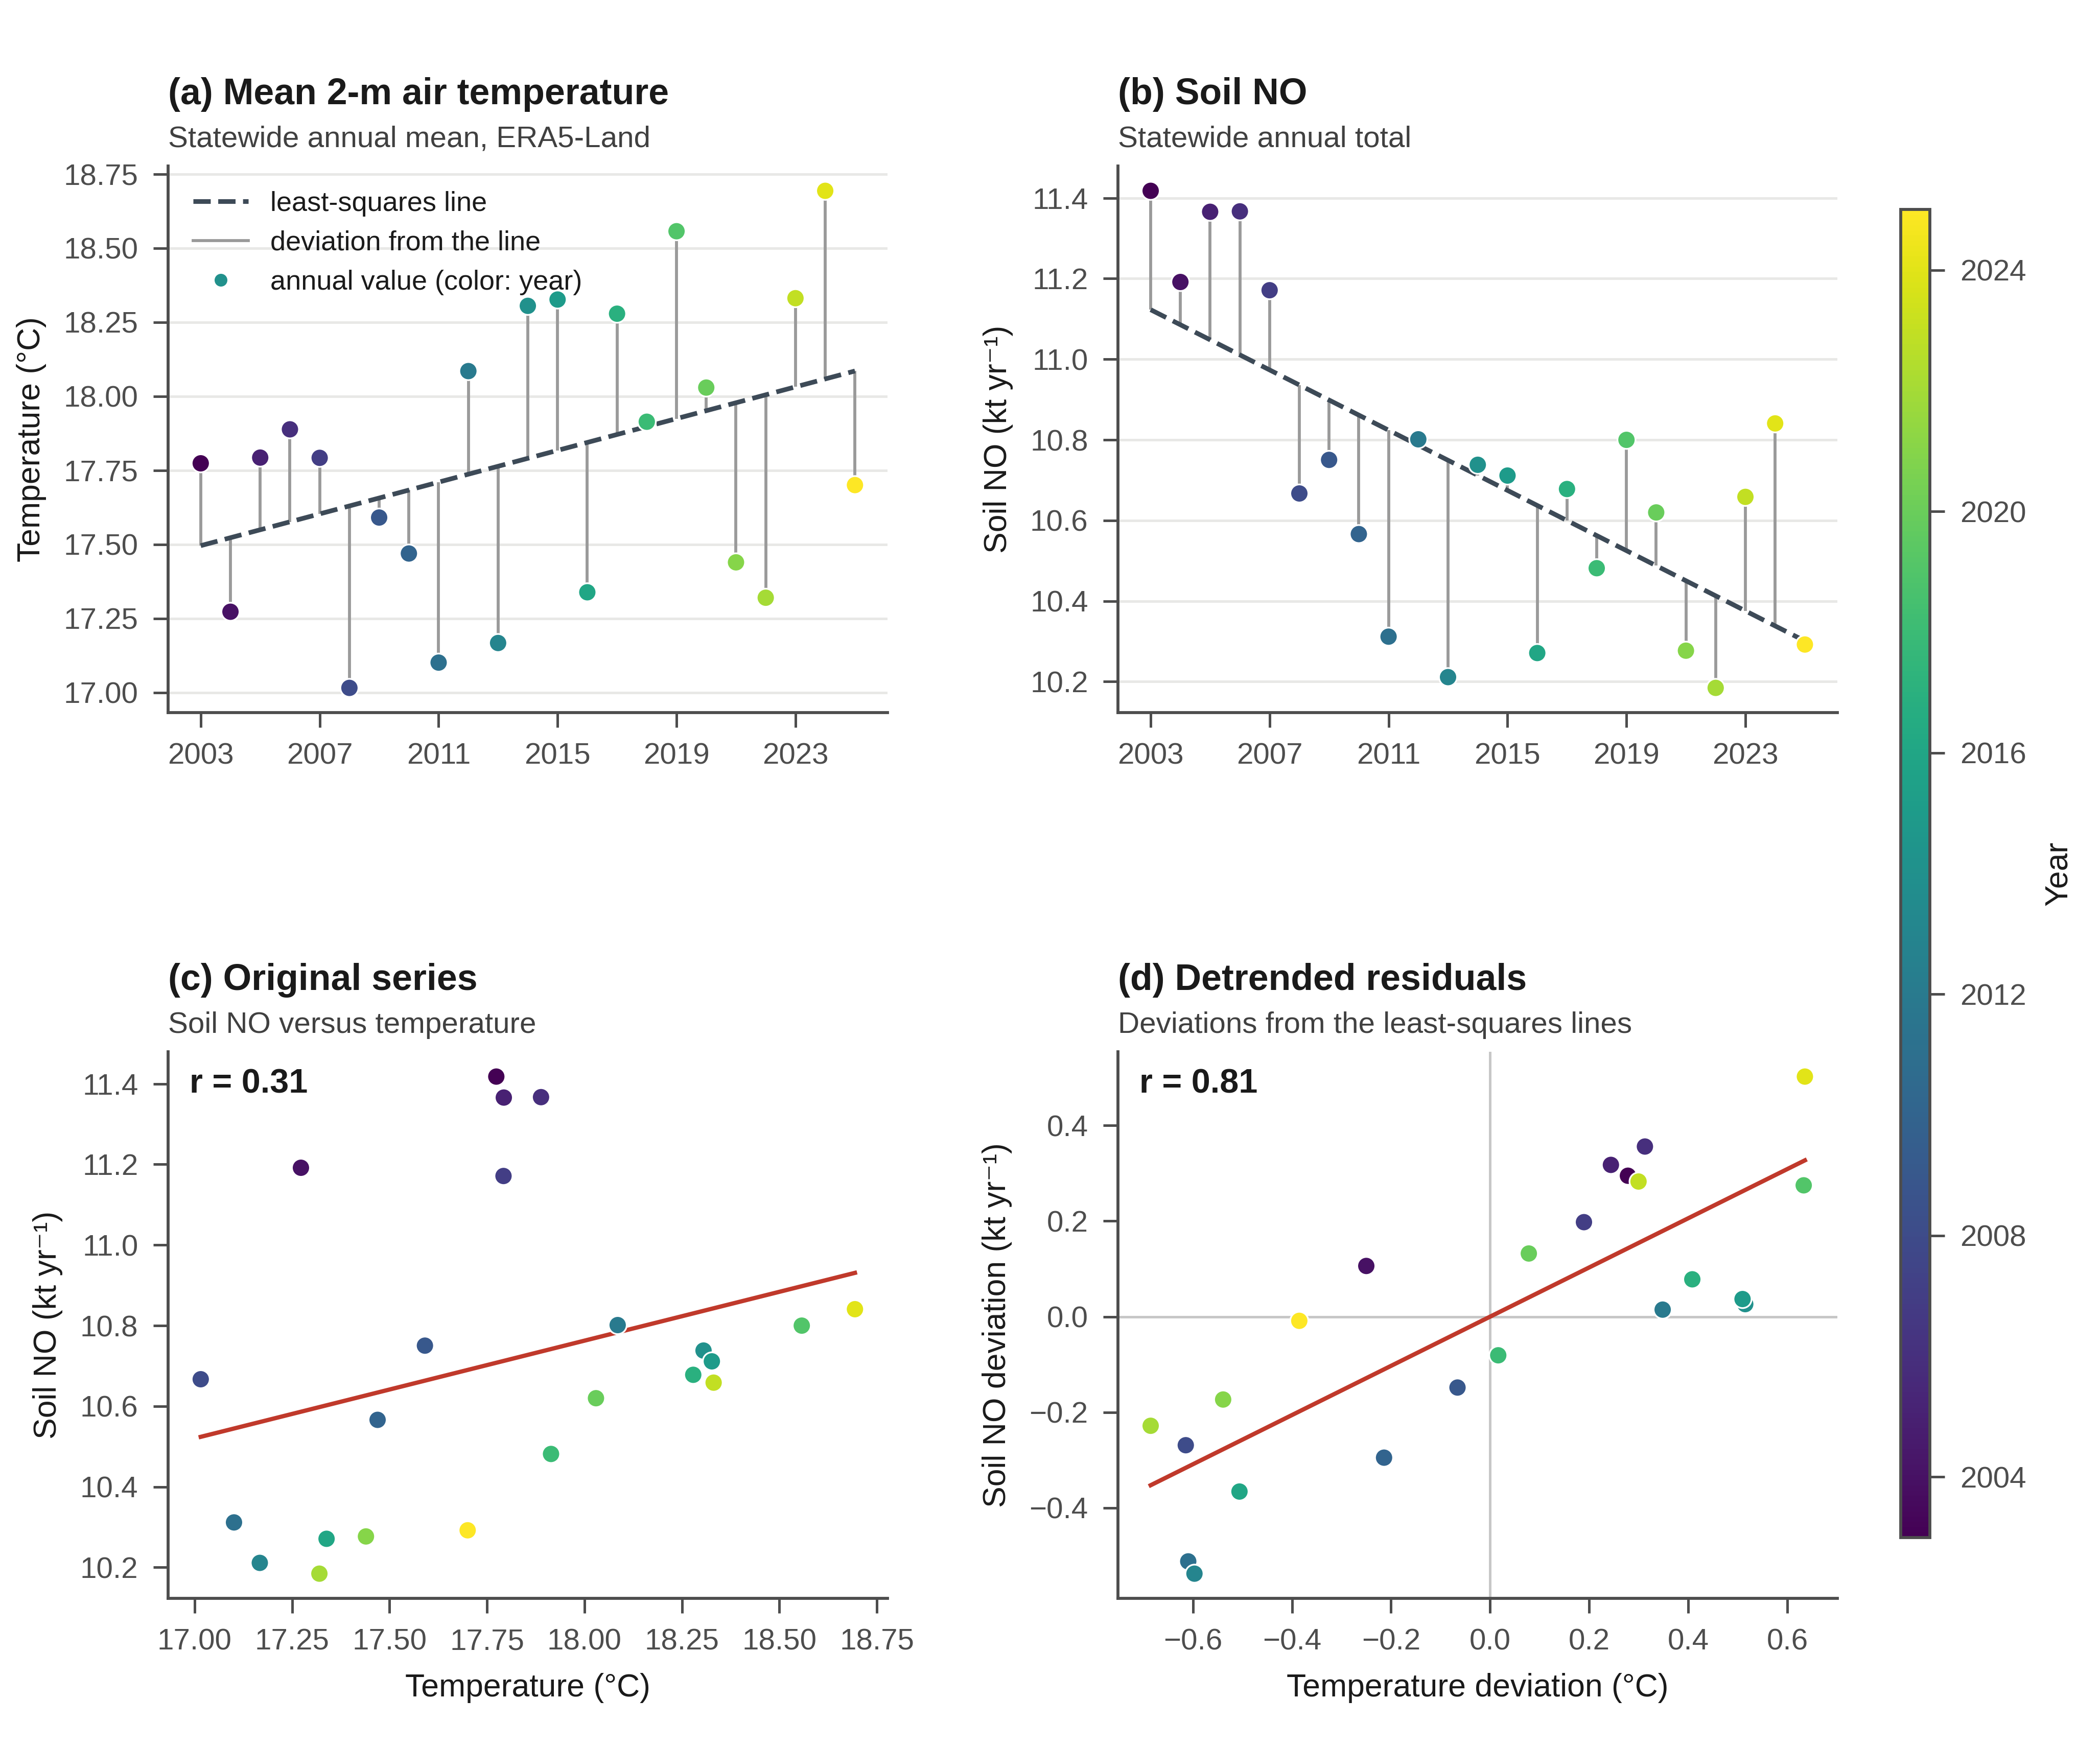 (a) Mean 2-m air temperature
Statewide annual mean, ERA5-Land
Temperature (°C)
18.75
18.50
18.25
18.00
17.75
17.50
17.25
17.00
least-squares line
deviation from the line
annual value (color: year)
2003 2007 2011 2015 2019 2023
(b) Soil NO
Statewide annual total
Soil NO (kt yr⁻¹)
11.4
11.2
11.0
10.8
10.6
10.4
10.2
2003 2007 2011 2015 2019 2023
(c) Original series
Soil NO versus temperature
r = 0.31
Soil NO (kt yr⁻¹)
11.4
11.2
11.0
10.8
10.6
10.4
10.2
17.00 17.25 17.50 17.75 18.00 18.25 18.50 18.75
Temperature (°C)
(d) Detrended residuals
Deviations from the least-squares lines
r = 0.81
Soil NO deviation (kt yr⁻¹)
0.4
0.2
0.0
−0.2
−0.4
−0.6 −0.4 −0.2 0.0 0.2 0.4 0.6
Temperature deviation (°C)
2024
2020
2016
2012
2008
2004
Year